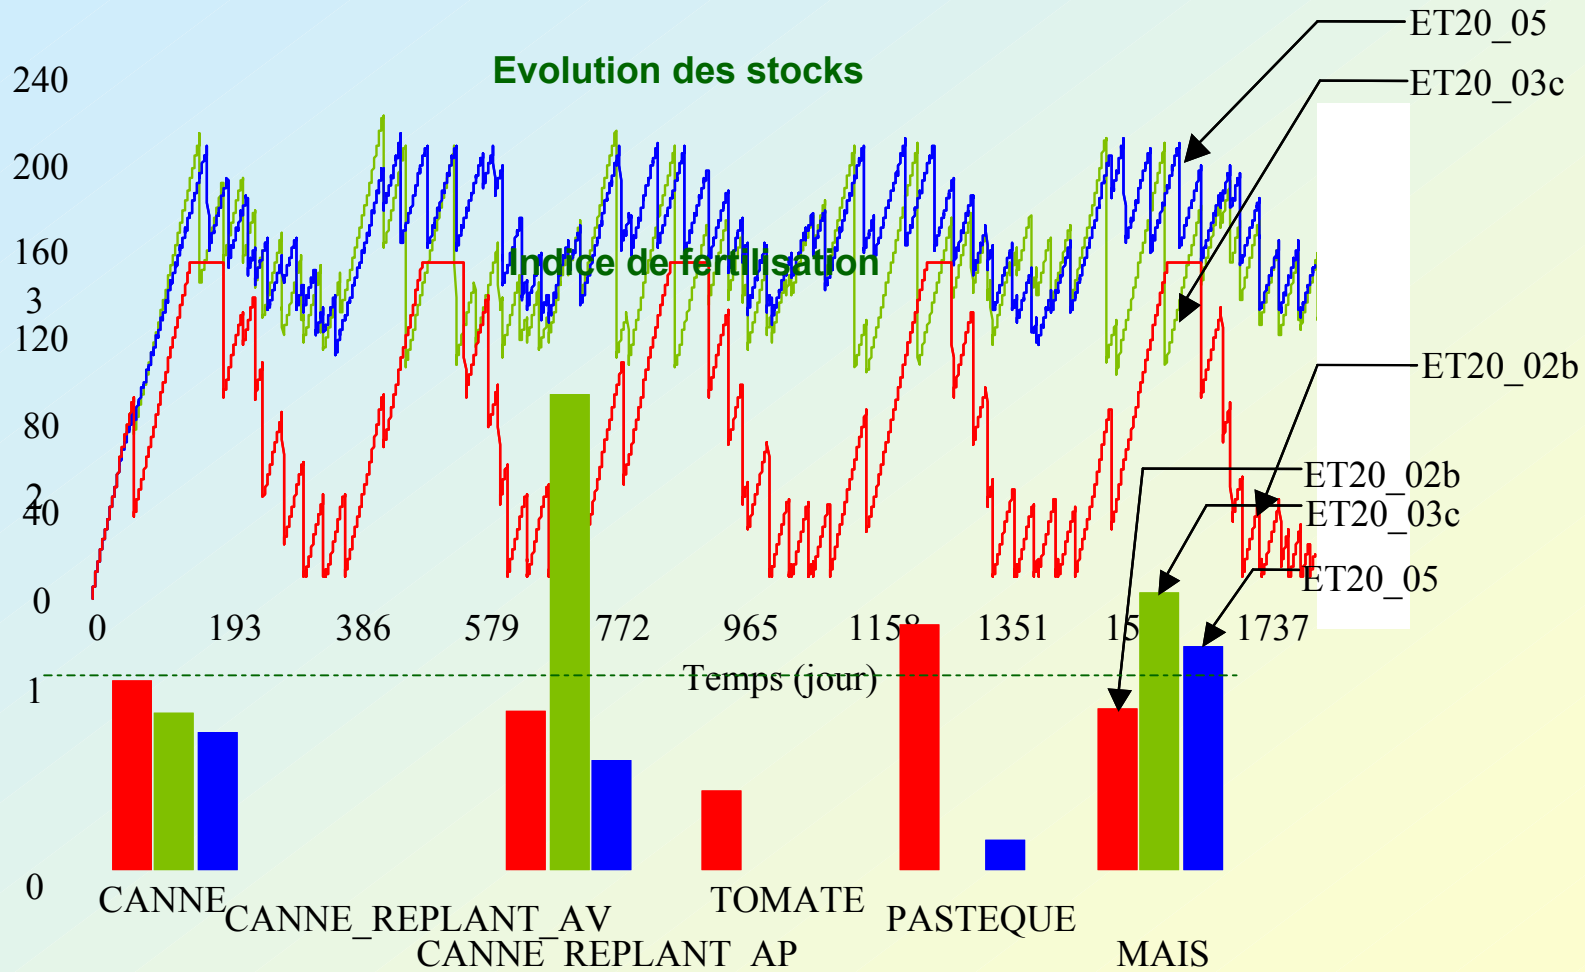 ET20_05
Evolution des stocks
240
ET20_03c
200
160
Indice de fertilisation
3
120
ET20_02b
80
ET20_02b
2
40
ET20_03c
ET20_05
0
0 193 386 579 772 965 1158 1351 15 1737
Temps (jour)
1
0
CANNE
TOMATE
CANNE_REPLANT_AV
PASTEQUE
CANNE_REPLANT_AP
MAIS